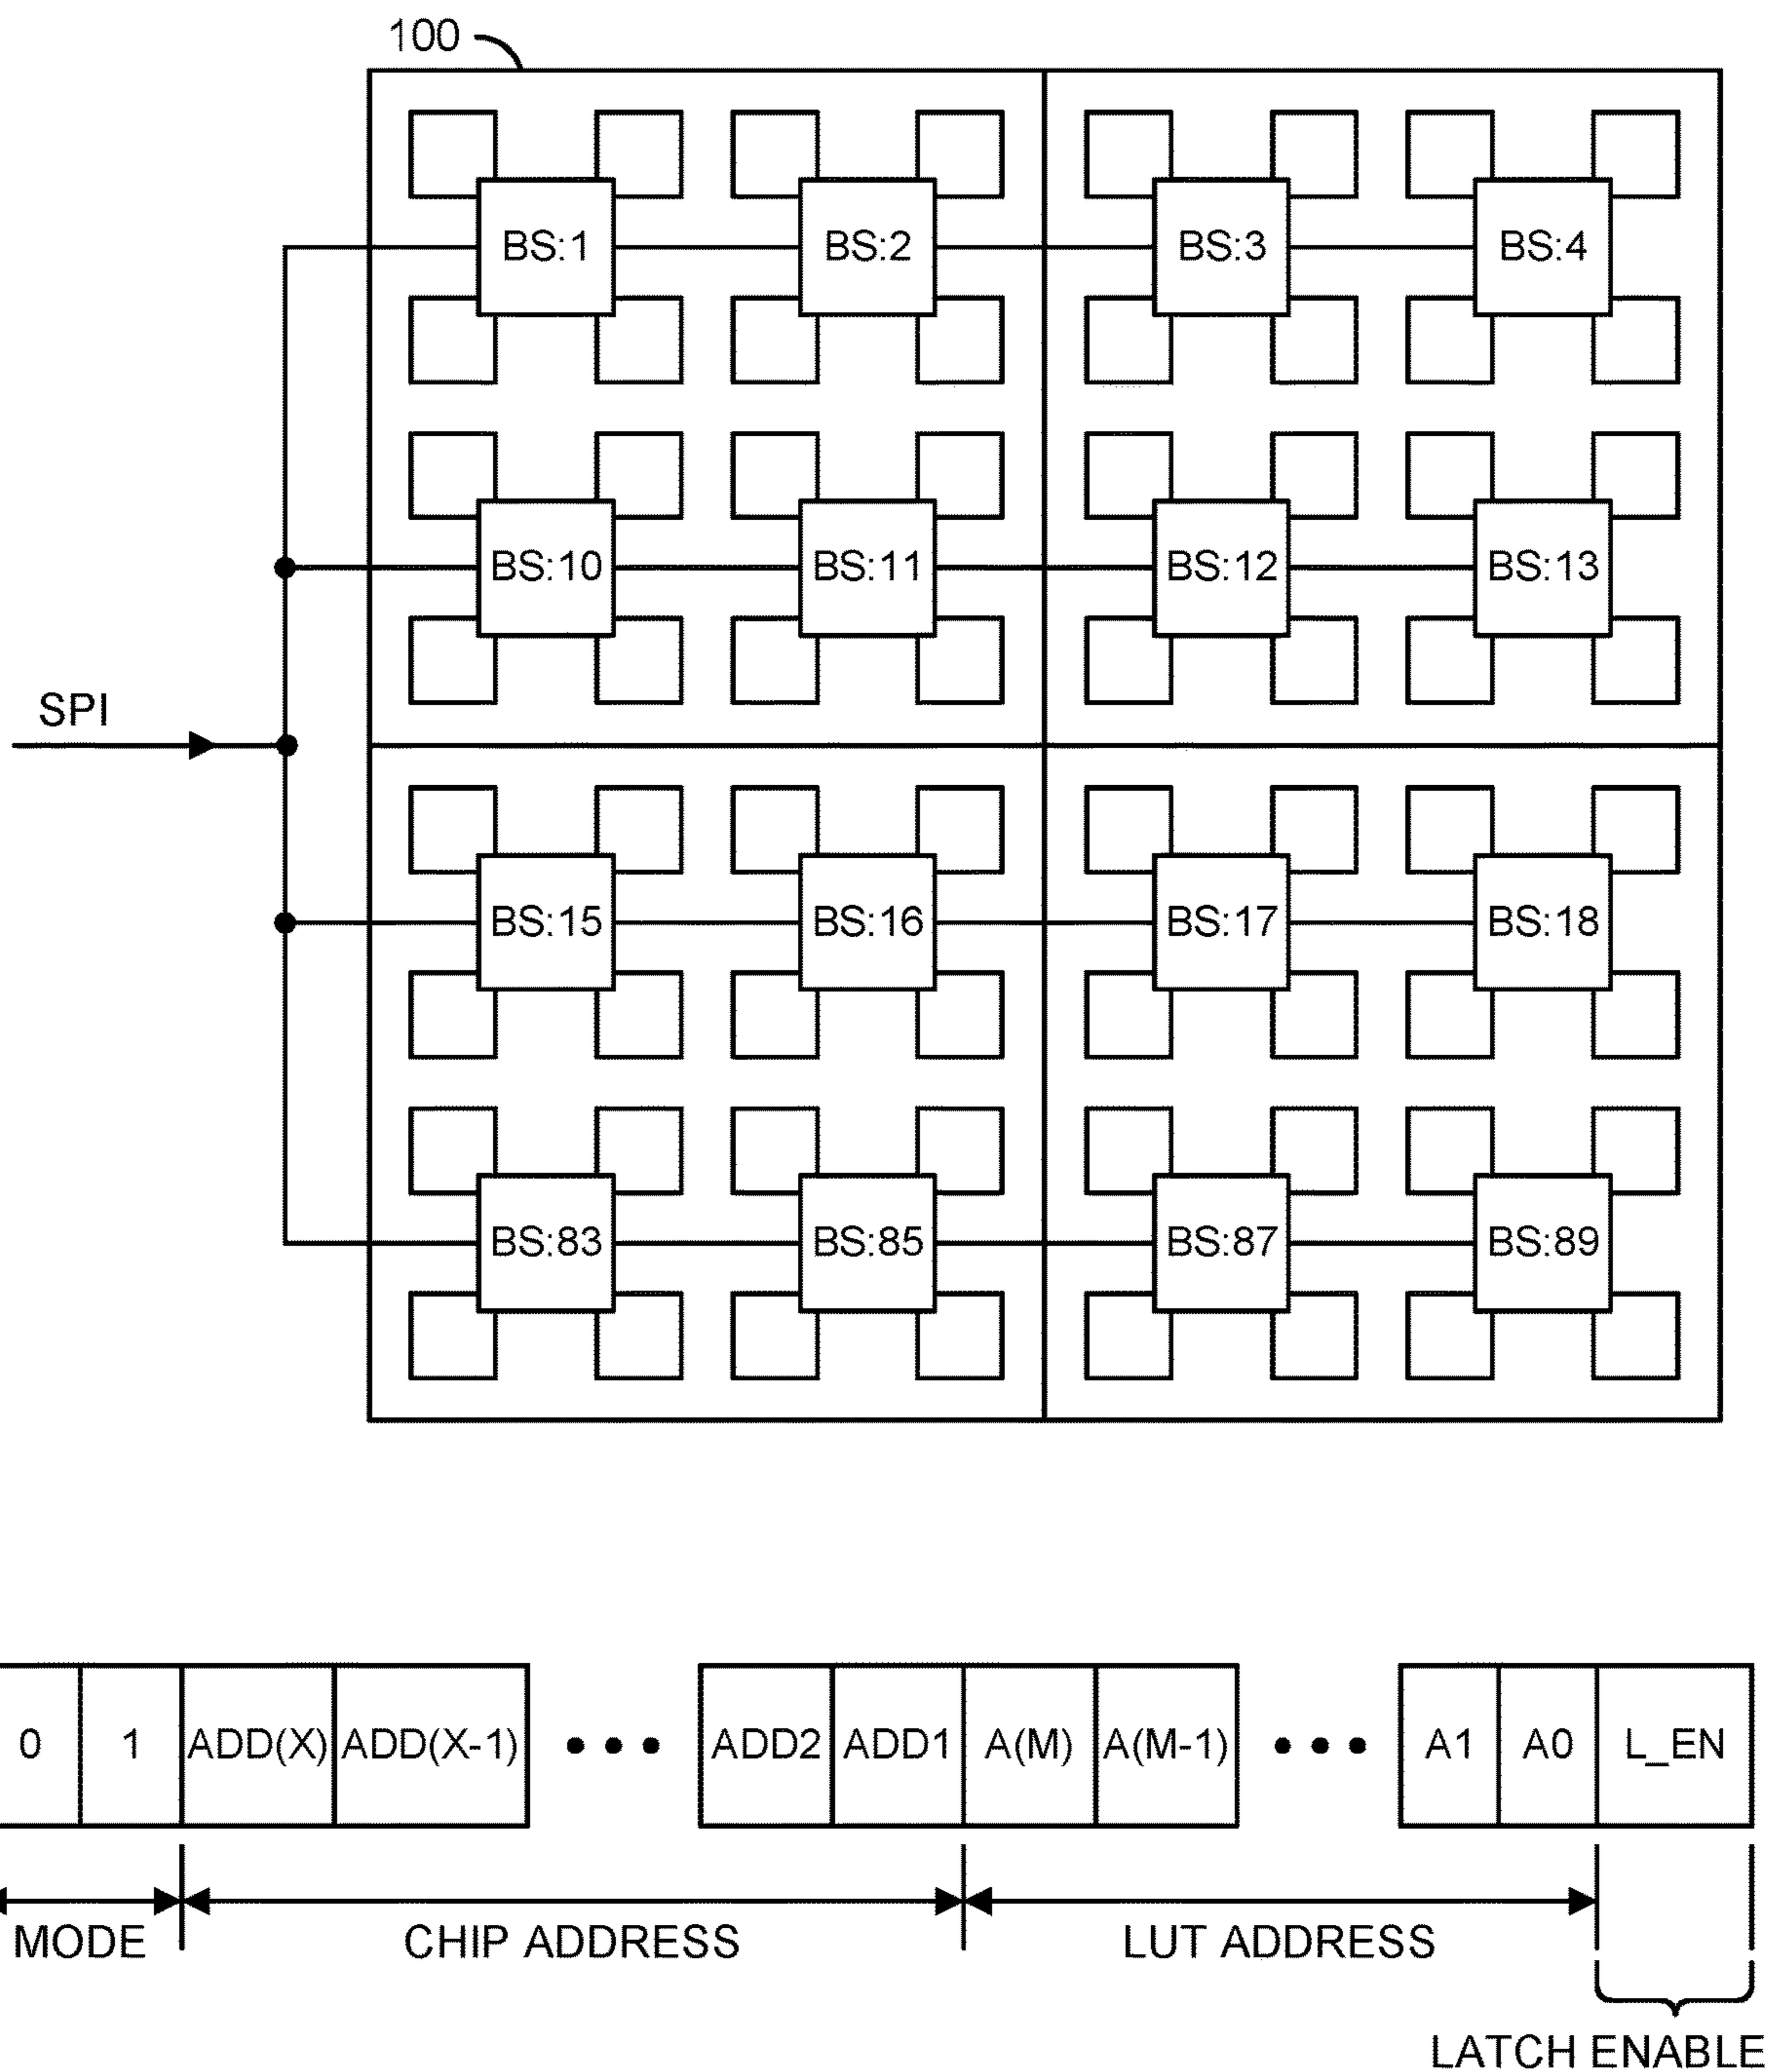 100
BS:1 BS:2 BS:3 BS:4
BS:10 BS:11 BS:12 BS:13
SPI
BS:15 BS:16 BS:17 BS:18
BS:83 BS:85 BS:87 BS:89
0 1 ADD(X) ADD(X-1) ••• ADD2 ADD1 A(M) A(M-1) ••• A1 A0 L_EN
MODE CHIP ADDRESS LUT ADDRESS
LATCH ENABLE